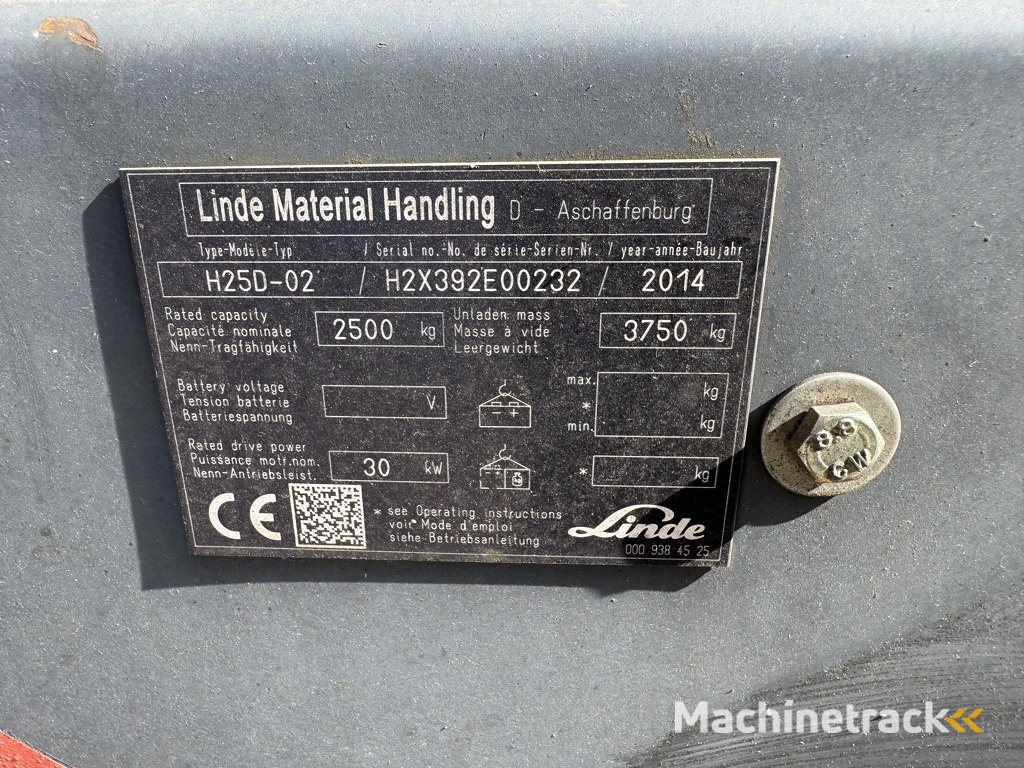 Linde Material Handling D - Aschaffenburg
Type-Modèle-Typ / Serial no.-No. de série-Serien-Nr. / year-année-Baujahr
H25D-02 / H2X392E00232 / 2014
Rated capacity
Capacité nominale
Nenn-Tragfähigkeit
2500 kg
Unladen mass
Masse à vide
Leergewicht
3750 kg
Battery voltage
Tension batterie
Batteriespannung
V
- +
max.
*
min.
kg
kg
Rated drive power
Puissance motr.nom.
Nenn-Antriebsleist.
30 kW
* kg
CE
* see Operating instructions
voir Mode d'emploi
siehe Betriebsanleitung
Linde
000 938 45 25
8.8
CW
Machinetrack